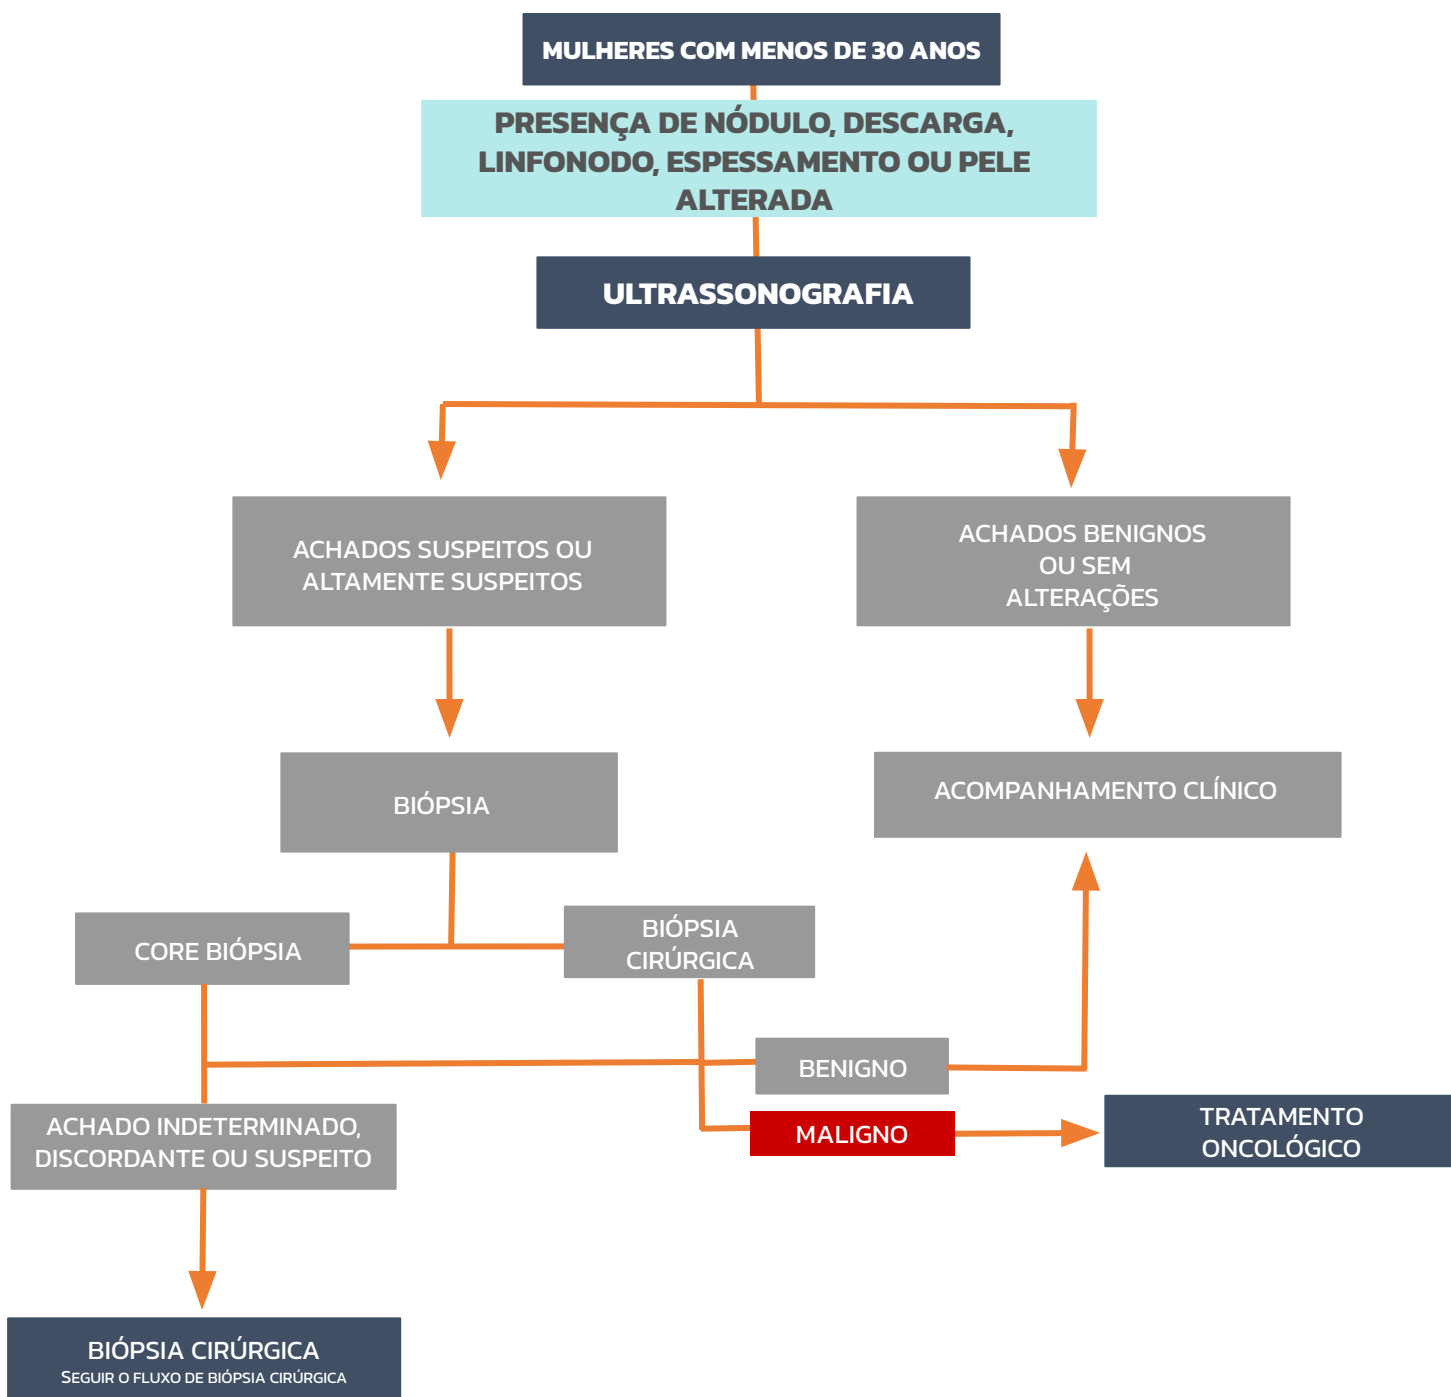 MULHERES COM MENOS DE 30 ANOS
PRESENÇA DE NÓDULO, DESCARGA,
LINFONODO, ESPESSAMENTO OU PELE
ALTERADA
ULTRASSONOGRAFIA
ACHADOS SUSPEITOS OU
ALTAMENTE SUSPEITOS
ACHADOS BENIGNOS
OU SEM
ALTERAÇÕES
BIÓPSIA
ACOMPANHAMENTO CLÍNICO
CORE BIÓPSIA
BIÓPSIA
CIRÚRGICA
BENIGNO
ACHADO INDETERMINADO,
DISCORDANTE OU SUSPEITO
MALIGNO
TRATAMENTO
ONCOLÓGICO
BIÓPSIA CIRÚRGICA
SEGUIR O FLUXO DE BIÓPSIA CIRÚRGICA